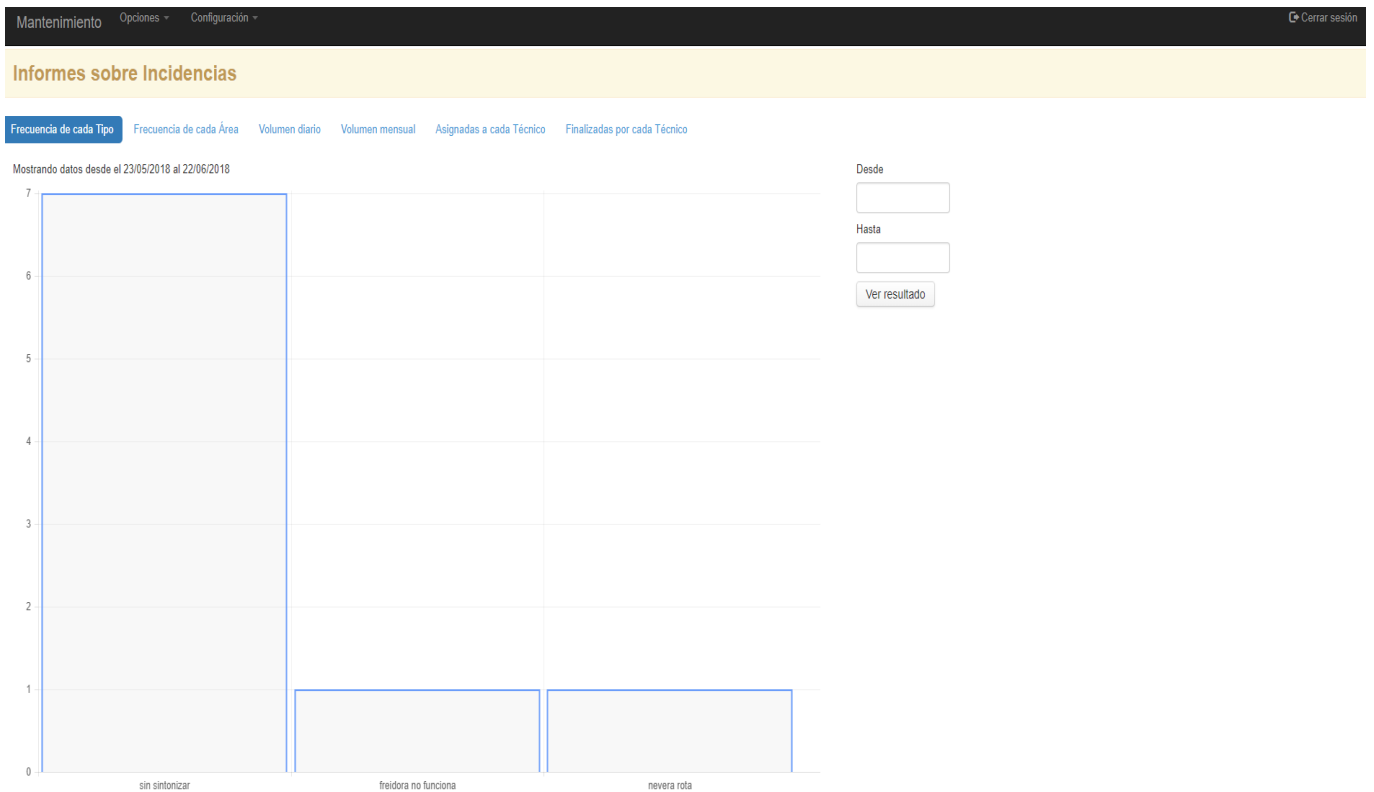 Mantenimiento Opciones Configuración Cerrar sesión
Informes sobre Incidencias
Frecuencia de cada Tipo Frecuencia de cada Área Volumen diario Volumen mensual Asignadas a cada Técnico Finalizadas por cada Técnico
Mostrando datos desde el 23/05/2018 al 22/06/2018
Desde
Hasta
Ver resultado
7
6
5
4
3
2
1
0
sin sintonizar freidora no funciona nevera rota